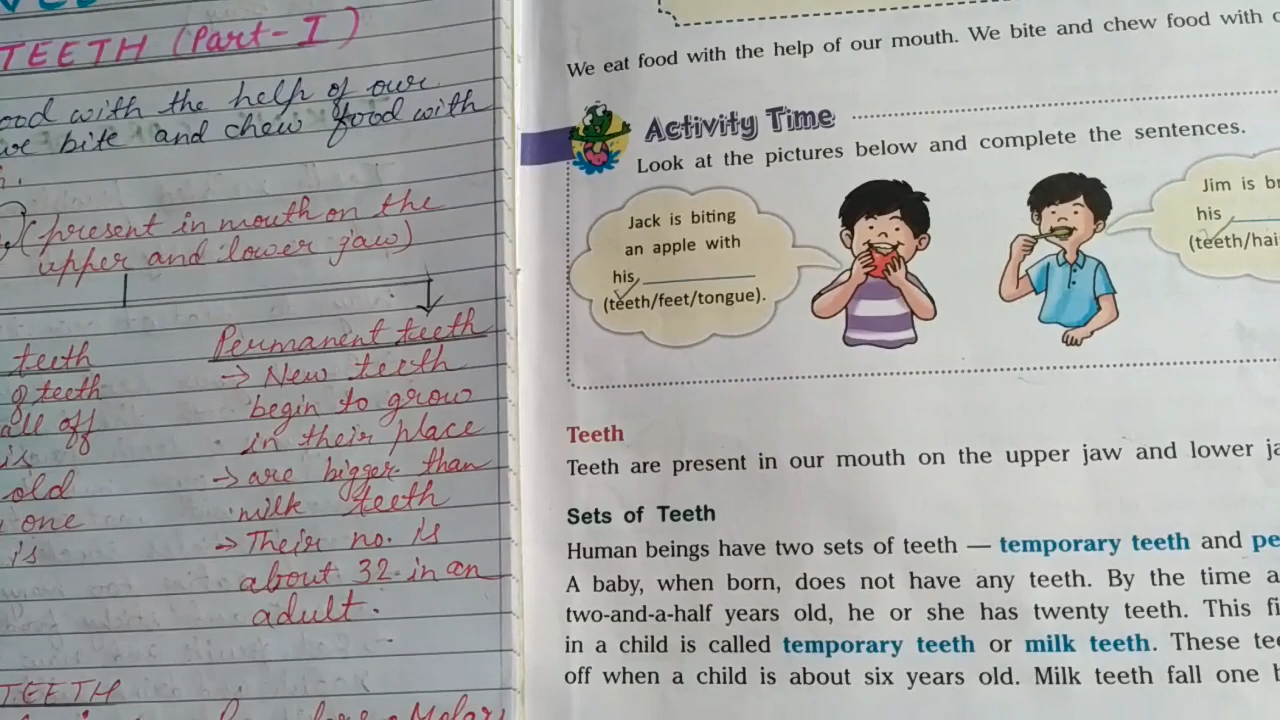 TEETH (Part-I)
ood with the help of our
we bite and chew food with
h.
(present in mouth on the
upper and lower jaw)
teeth
g teeth
all off
ix
old
one
is
Permanent teeth
→ New teeth
begin to grow
in their place
→ are bigger than
milk teeth
→ Their no. is
about 32 in an
adult.
TEETH
Molars
We eat food with the help of our mouth. We bite and chew food with
Activity Time
Look at the pictures below and complete the sentences.
Jack is biting
an apple with
his ________
(teeth/feet/tongue).
Jim is br
his ________
(teeth/hai
Teeth
Teeth are present in our mouth on the upper jaw and lower ja
Sets of Teeth
Human beings have two sets of teeth — temporary teeth and pe
A baby, when born, does not have any teeth. By the time a
two-and-a-half years old, he or she has twenty teeth. This fi
in a child is called temporary teeth or milk teeth. These tee
off when a child is about six years old. Milk teeth fall one b